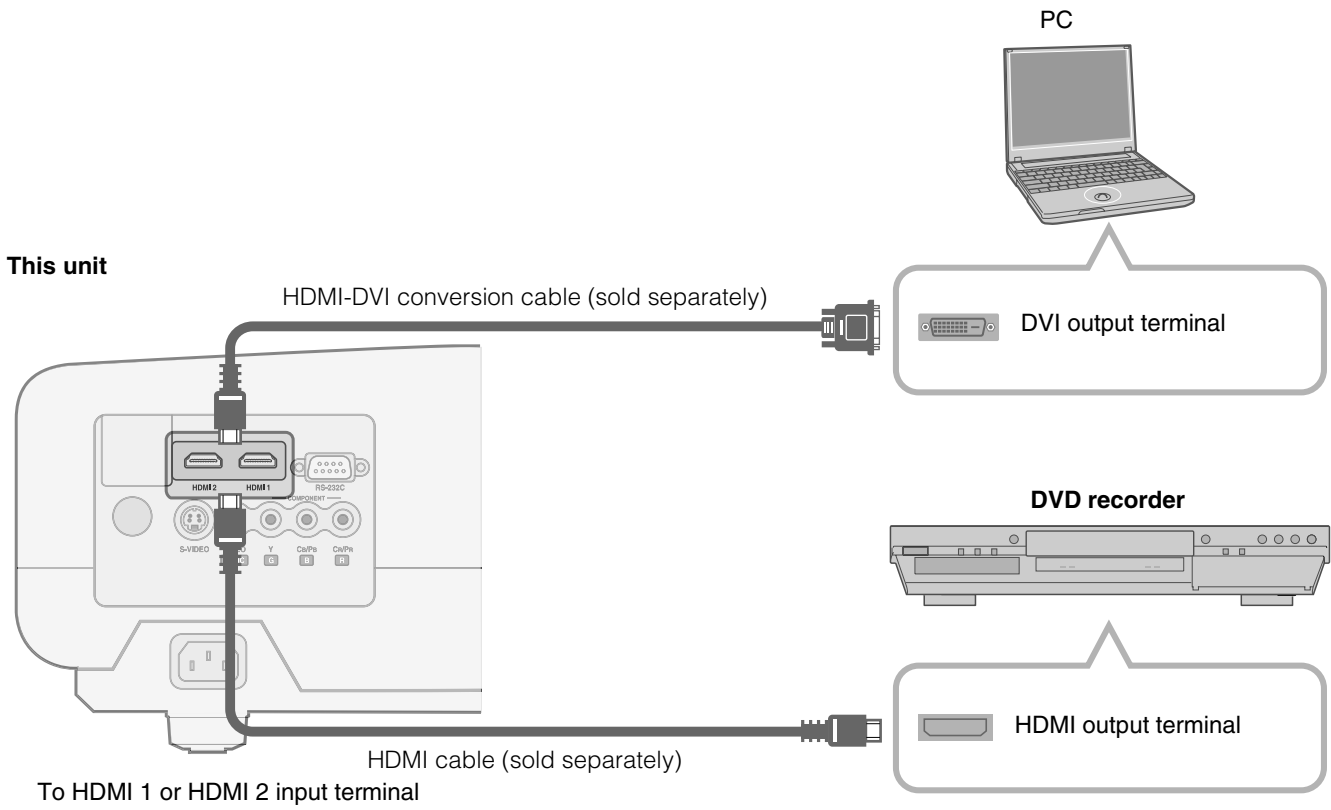 PC
This unit
HDMI-DVI conversion cable (sold separately)
DVI output terminal
HDMI 2 HDMI 1
RS-232C
COMPONENT
S-VIDEO Y CB/PB CR/PR
G B R
DVD recorder
HDMI output terminal
HDMI cable (sold separately)
To HDMI 1 or HDMI 2 input terminal